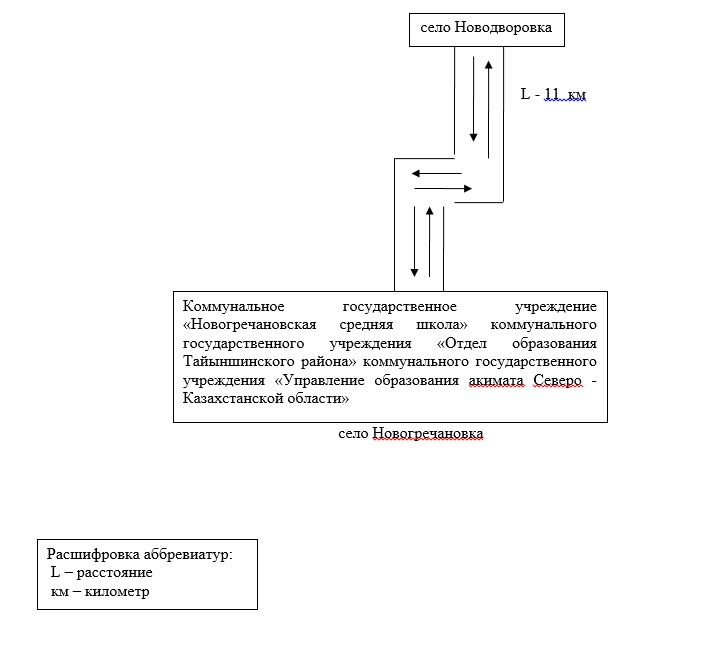 село Новодворовка
L - 11 км
Коммунальное государственное учреждение
«Новогречановская средняя школа» коммунального
государственного учреждения «Отдел образования
Тайыншинского района» коммунального государственного
учреждения «Управление образования акимата Северо -
Казахстанской области»
село Новогречановка
Расшифровка аббревиатур:
L – расстояние
км – километр